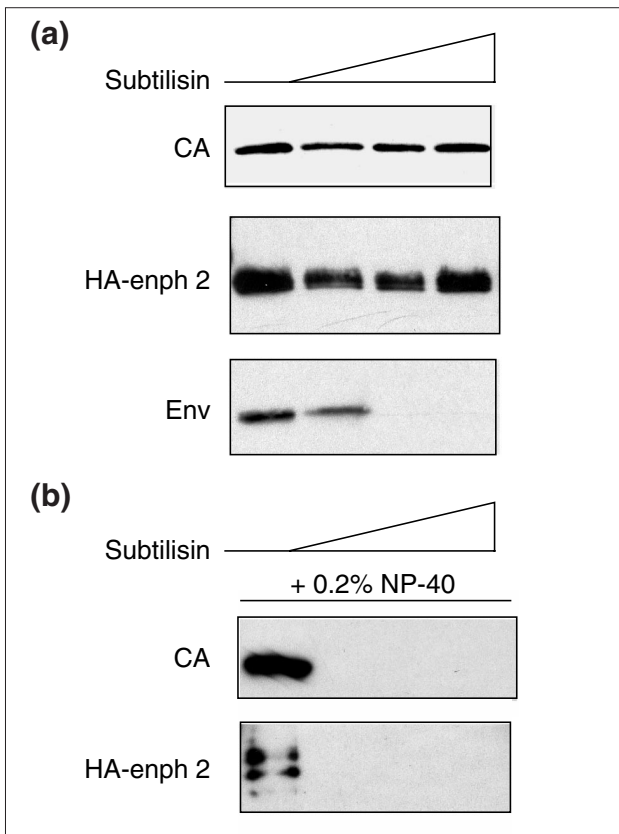 (a)
Subtilisin
CA
HA-enph 2
Env
(b)
Subtilisin
+ 0.2% NP-40
CA
HA-enph 2